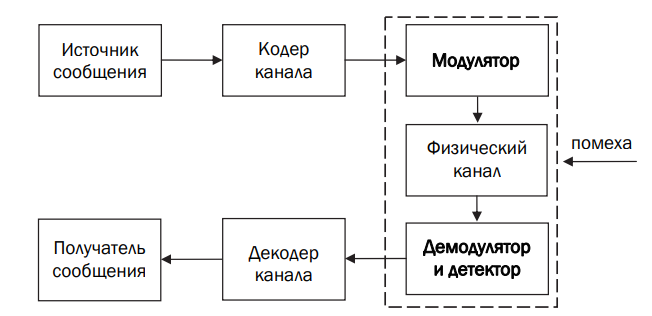 Источник
сообщения
Кодер
канала
Модулятор
Физический
канал
помеха
Демодулятор
и детектор
Декодер
канала
Получатель
сообщения